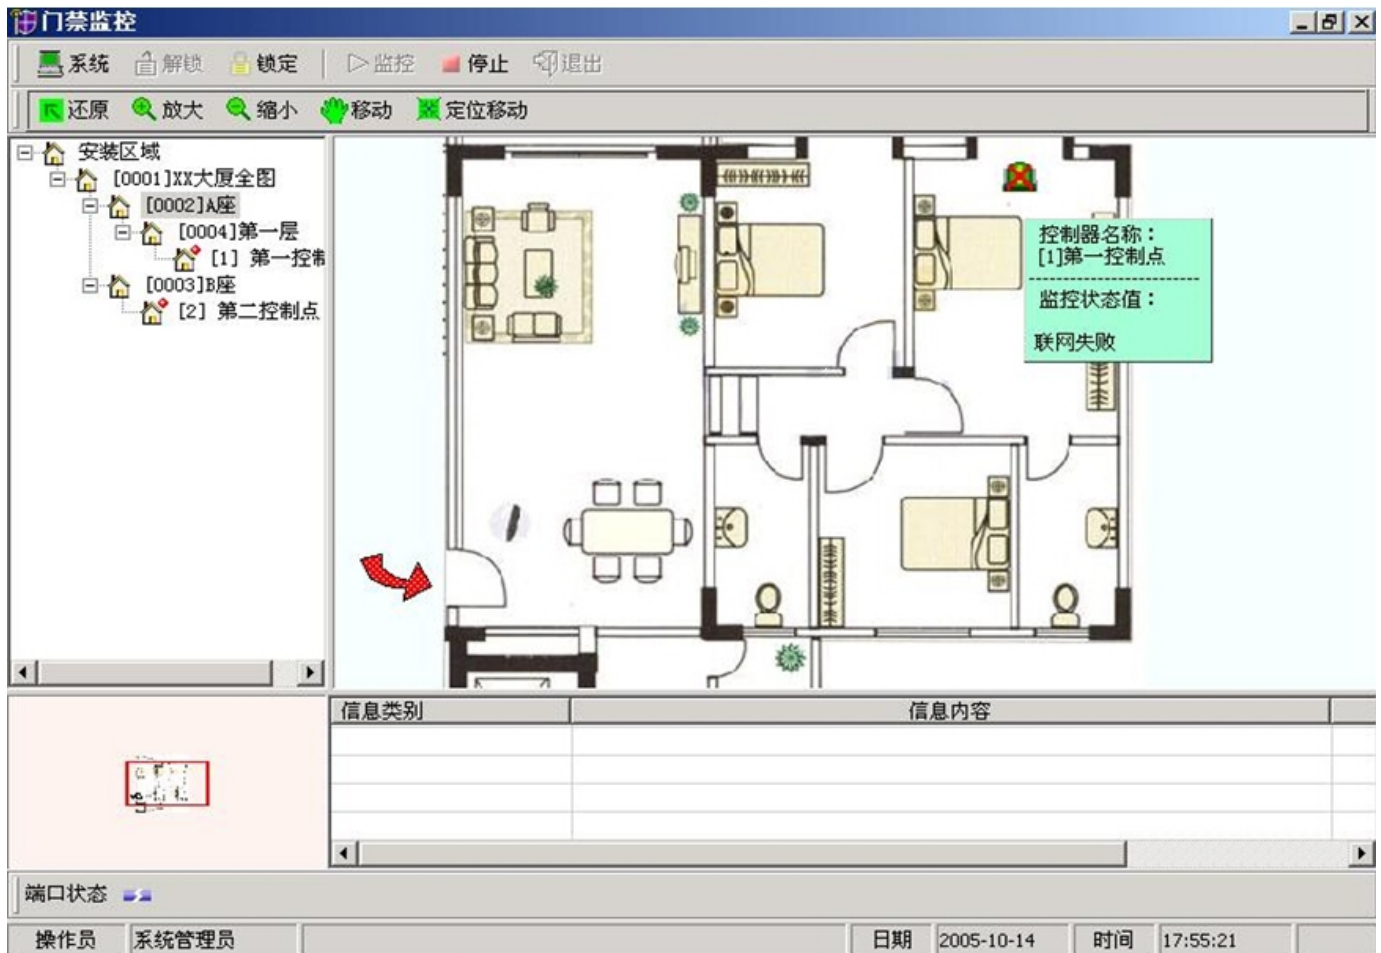 门禁监控
系统 解锁 锁定 监控 停止 退出
还原 放大 缩小 移动 定位移动
安装区域
[0001]XX大厦全图
[0002]A座
[0004]第一层
[1] 第一控制
[0003]B座
[2] 第二控制点
控制器名称：
[1]第一控制点
监控状态值：
联网失败
信息类别 信息内容
端口状态
操作员 系统管理员 日期 2005-10-14 时间 17:55:21